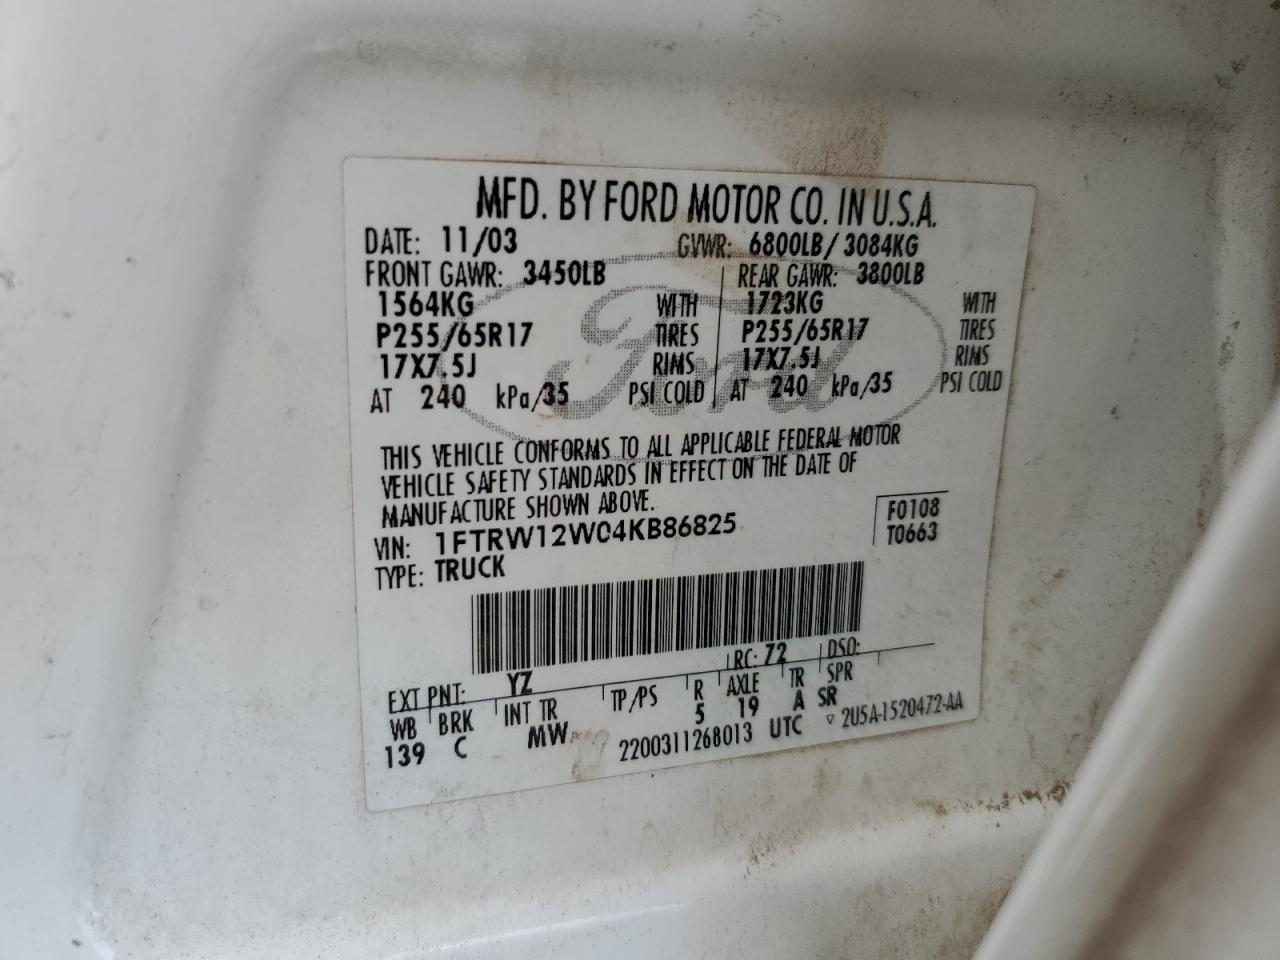 MFD. BY FORD MOTOR CO. IN U.S.A.
DATE: 11/03 GVWR: 6800LB/ 3084KG
FRONT GAWR: 3450LB REAR GAWR: 3800LB
1564KG WITH 1723KG WITH
P255/65R17 TIRES P255/65R17 TIRES
17X7.5J RIMS 17X7.5J RIMS
AT 240 kPa/35 PSI COLD AT 240 kPa/35 PSI COLD
Ford
THIS VEHICLE CONFORMS TO ALL APPLICABLE FEDERAL MOTOR
VEHICLE SAFETY STANDARDS IN EFFECT ON THE DATE OF
MANUFACTURE SHOWN ABOVE.
F0108
T0663
VIN: 1FTRW12W04KB86825
TYPE: TRUCK
EXT PNT: YZ RC: 72 DSO:
WB BRK INT TR TP/PS R AXLE TR SPR
139 C MW 5 19 A SR
2200311268013 UTC ▿ 2U5A-1520472-AA